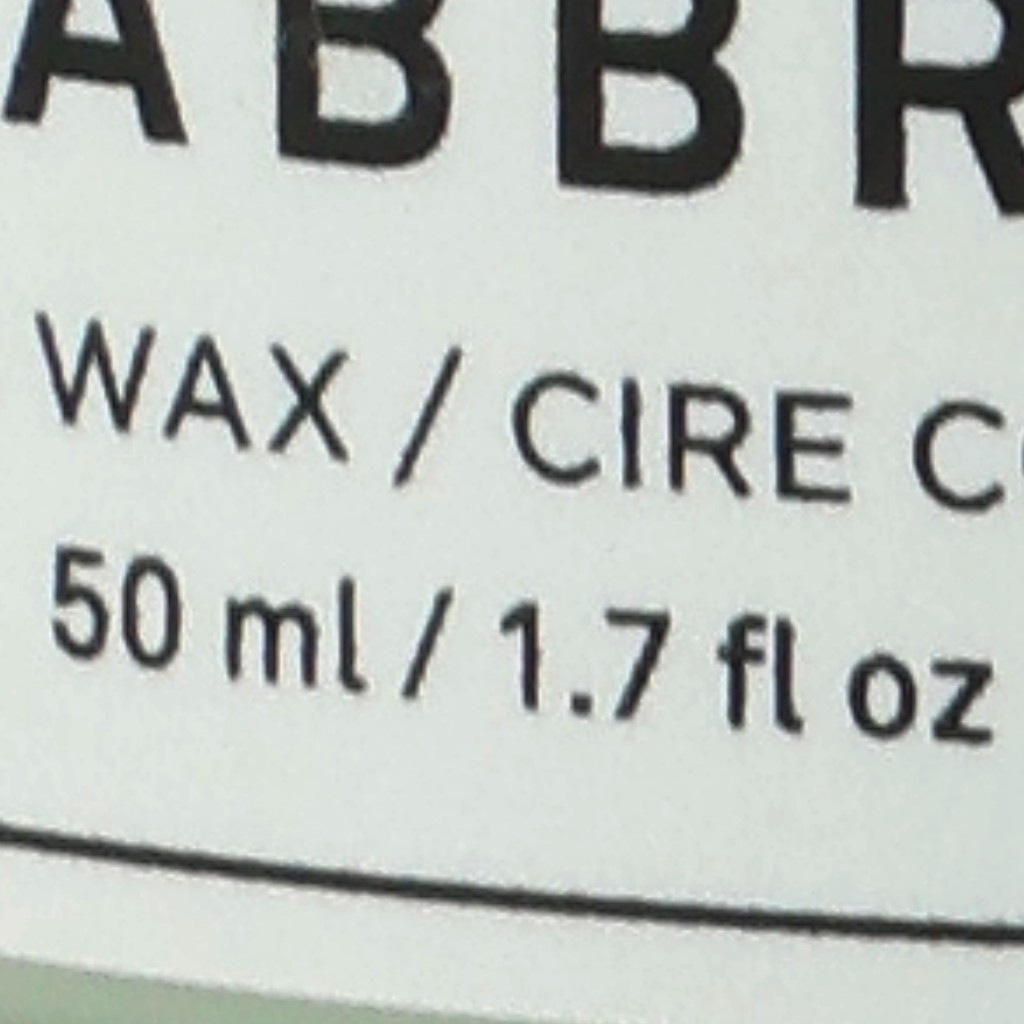 ABBR
WAX / CIRE C
50 ml / 1.7 fl oz